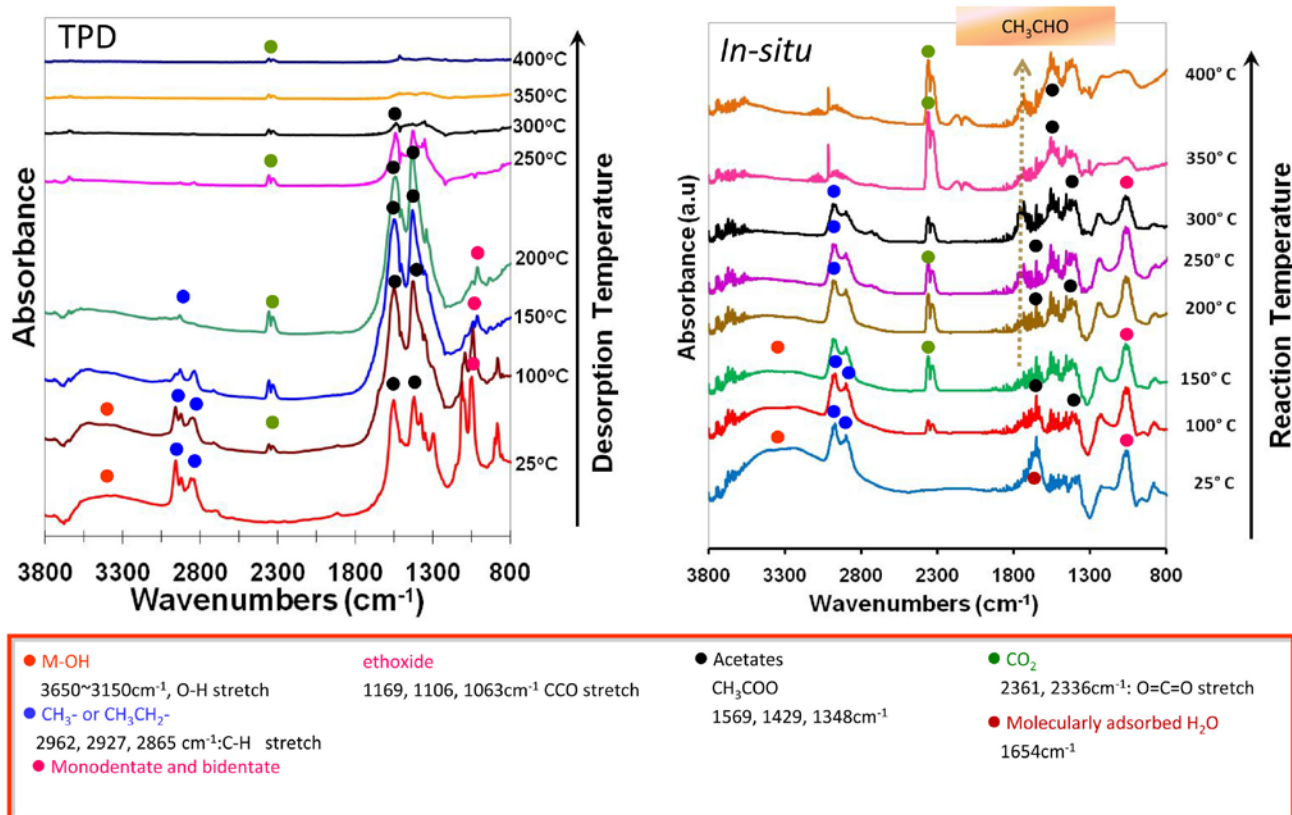 TPD
400°C
350°C
300°C
250°C
200°C
150°C
100°C
25°C
Absorbance
Desorption Temperature
3800 3300 2800 2300 1800 1300 800
Wavenumbers (cm-1)
CH3CHO
In-situ
400° C
350° C
300° C
250° C
200° C
150° C
100° C
25° C
Absorbance (a.u)
Reaction Temperature
3800 3300 2800 2300 1800 1300 800
Wavenumbers (cm-1)
M-OH
3650~3150cm-1, O-H stretch
CH3- or CH3CH2-
2962, 2927, 2865 cm-1:C-H stretch
Monodentate and bidentate
ethoxide
1169, 1106, 1063cm-1 CCO stretch
Acetates
CH3COO
1569, 1429, 1348cm-1
CO2
2361, 2336cm-1: O=C=O stretch
Molecularly adsorbed H2O
1654cm-1